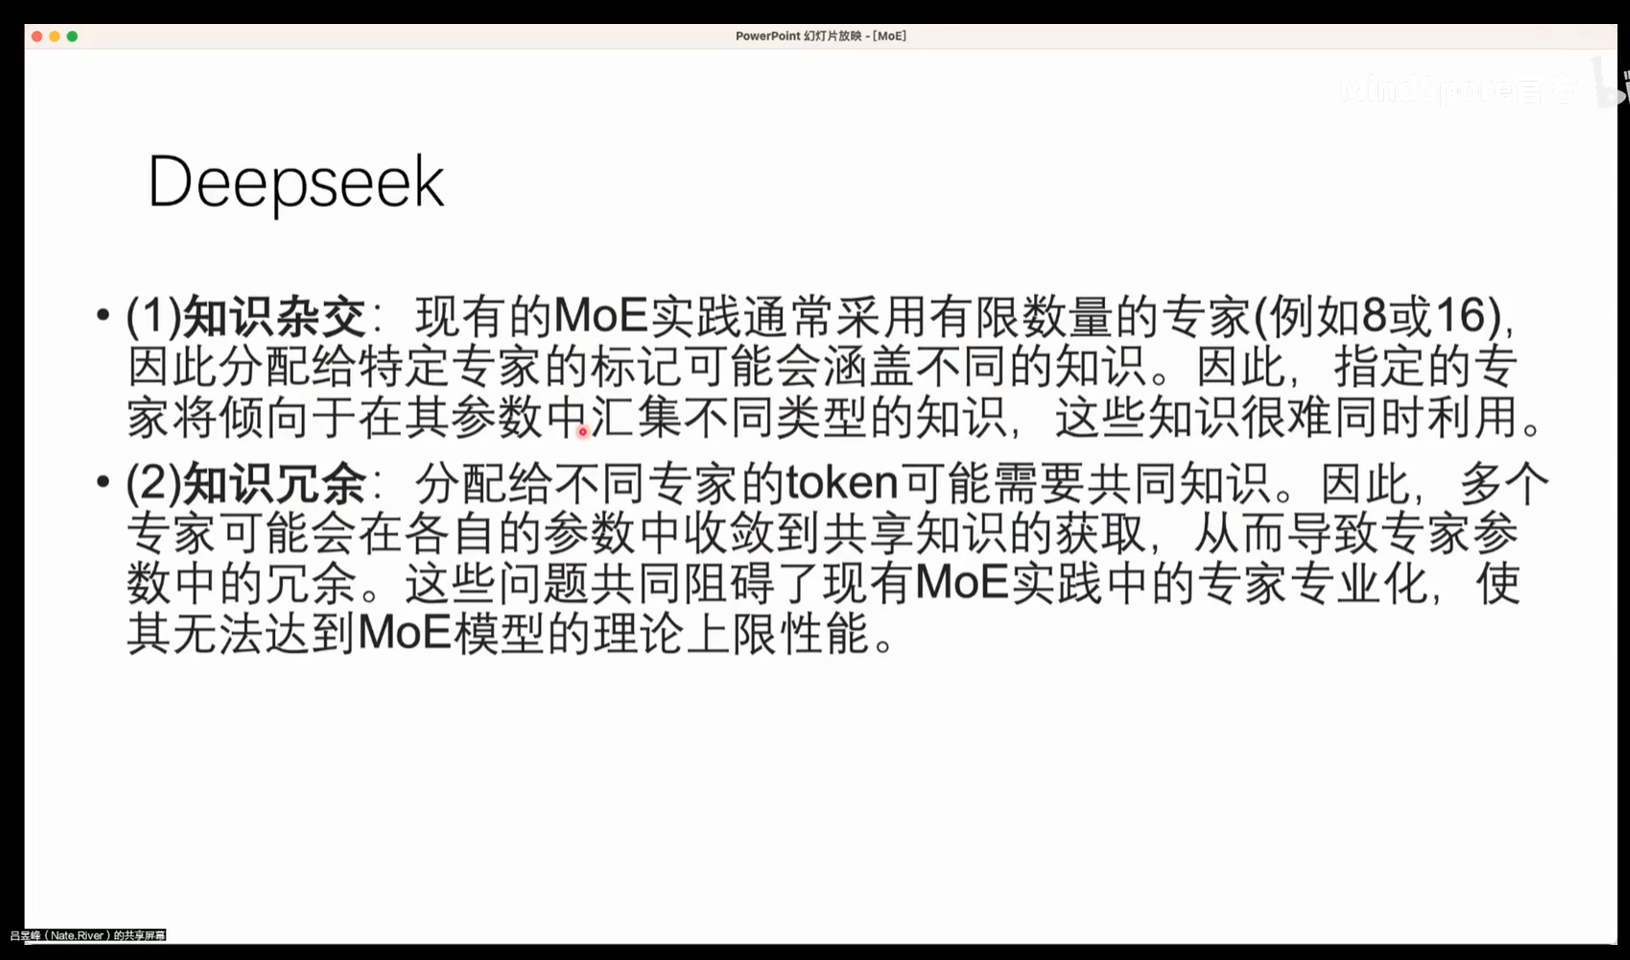 PowerPoint 幻灯片放映 - [MoE]
MindSpore官方
Deepseek
• (1)知识杂交：现有的MoE实践通常采用有限数量的专家(例如8或16)，
因此分配给特定专家的标记可能会涵盖不同的知识。因此，指定的专
家将倾向于在其参数中汇集不同类型的知识，这些知识很难同时利用。
• (2)知识冗余：分配给不同专家的token可能需要共同知识。因此，多个
专家可能会在各自的参数中收敛到共享知识的获取，从而导致专家参
数中的冗余。这些问题共同阻碍了现有MoE实践中的专家专业化，使
其无法达到MoE模型的理论上限性能。
吕昱峰（Nate.River）的共享屏幕